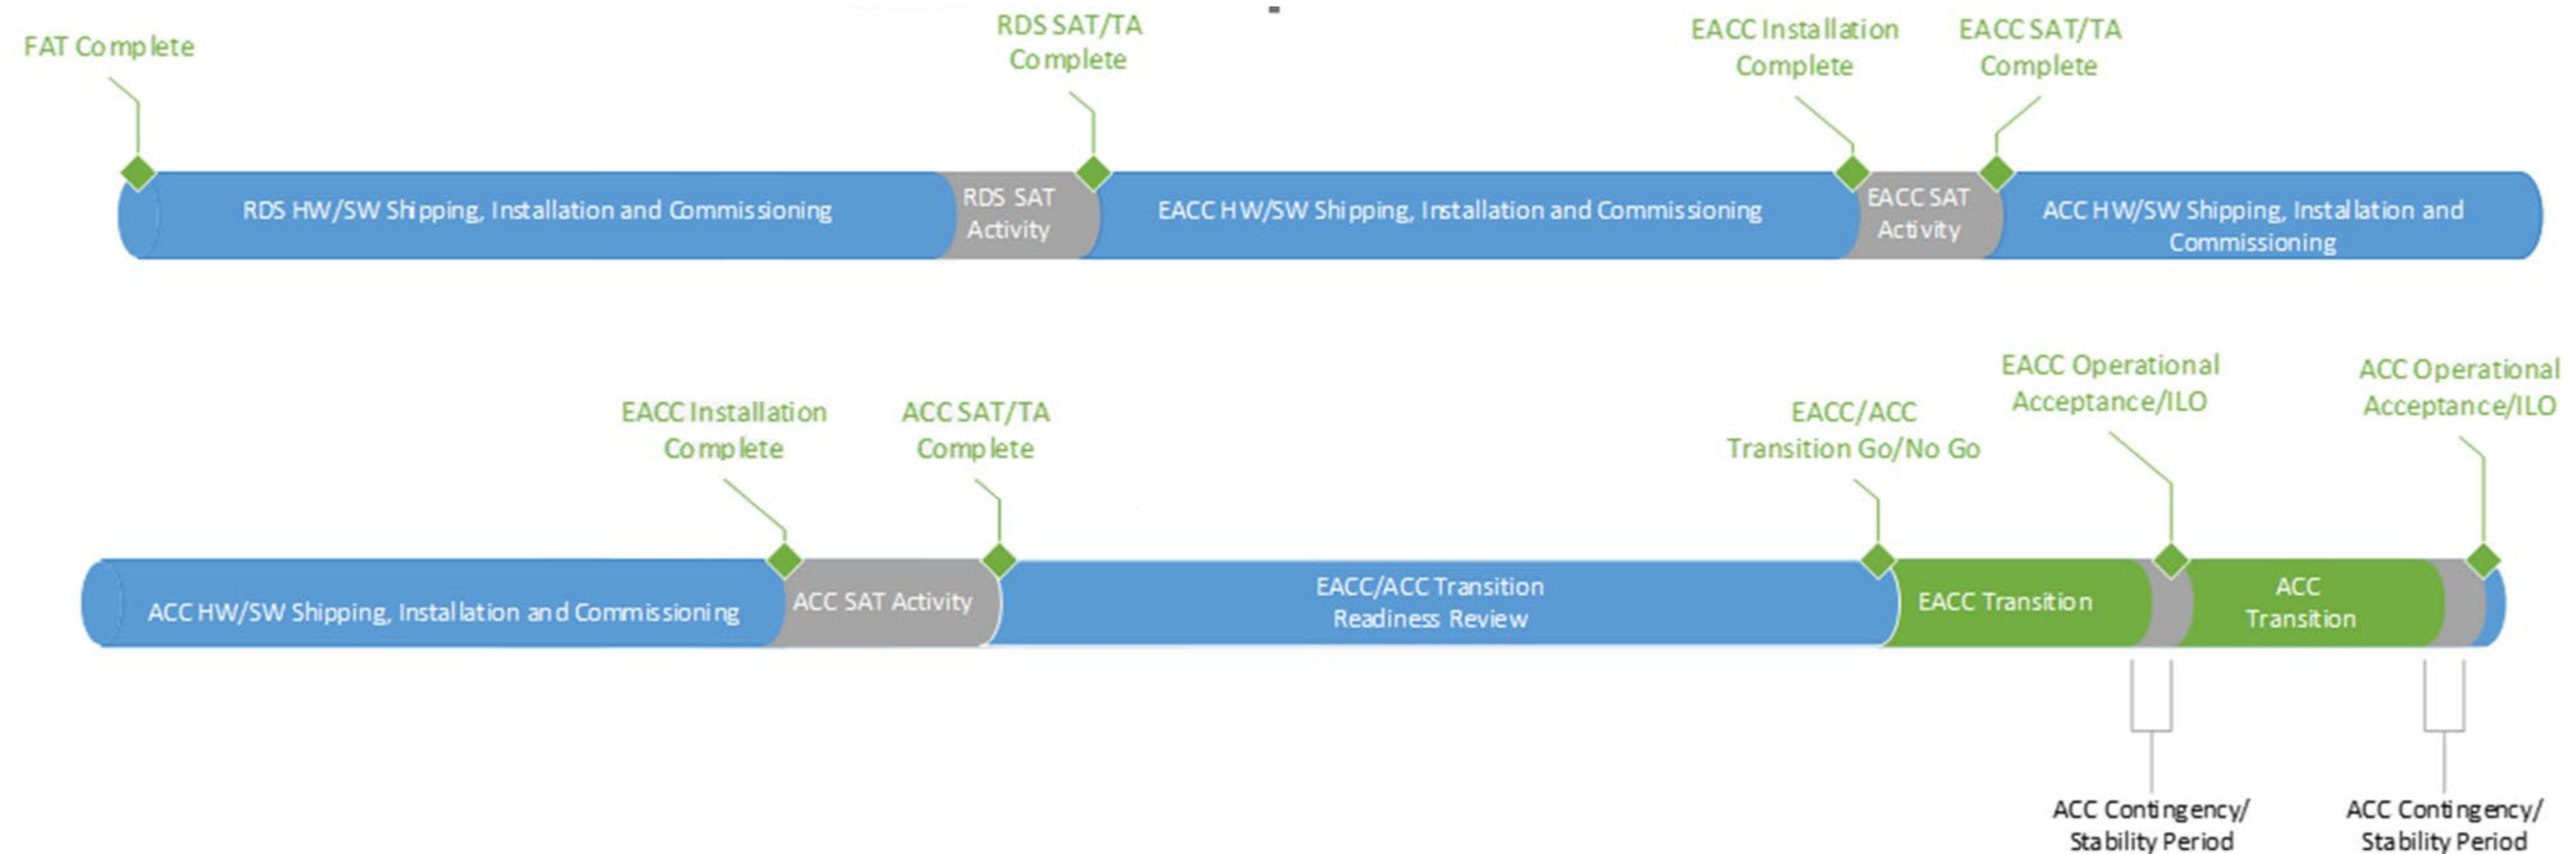 FAT Complete
RDS SAT/TA
Complete
EACC Installation
Complete
EACC SAT/TA
Complete
RDS HW/SW Shipping, Installation and Commissioning
RDS SAT
Activity
EACC HW/SW Shipping, Installation and Commissioning
EACC SAT
Activity
ACC HW/SW Shipping, Installation and
Commissioning
EACC Installation
Complete
ACC SAT/TA
Complete
EACC/ACC
Transition Go/No Go
EACC Operational
Acceptance/ILO
ACC Operational
Acceptance/ILO
ACC HW/SW Shipping, Installation and Commissioning
ACC SAT Activity
EACC/ACC Transition
Readiness Review
EACC Transition
ACC
Transition
ACC Contingency/
Stability Period
ACC Contingency/
Stability Period